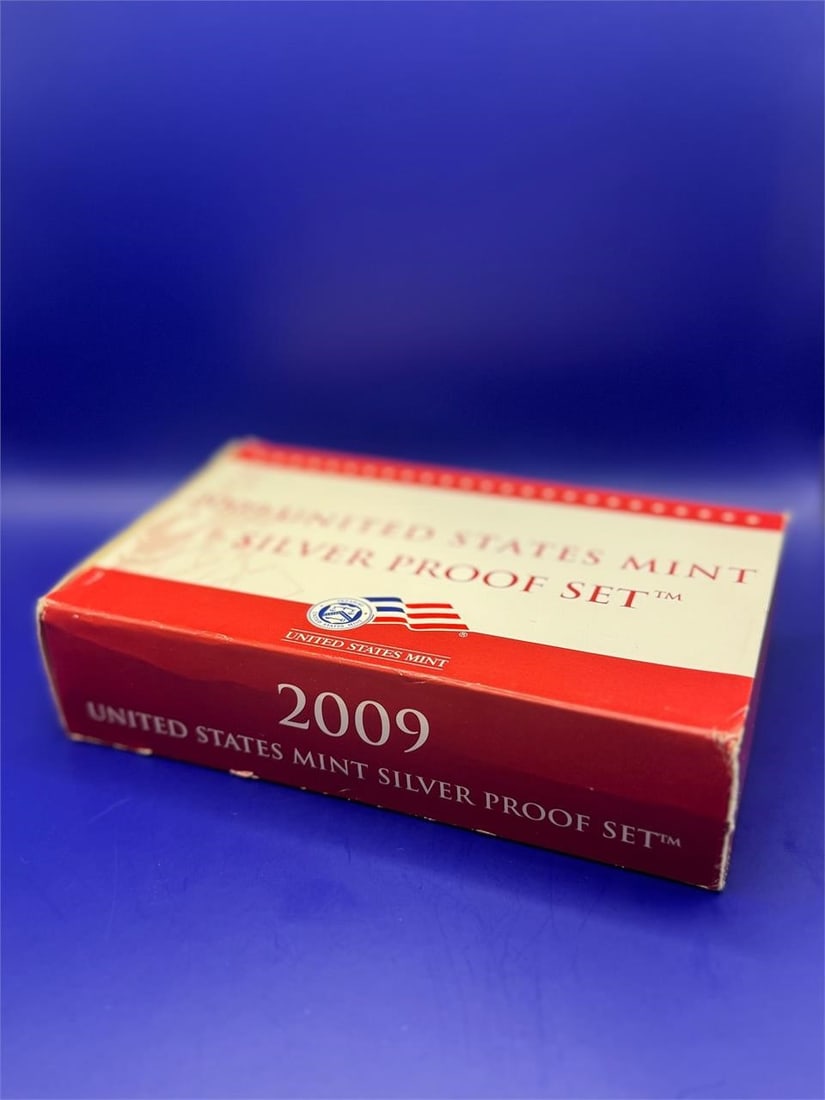 UNITED STATES MINT
SILVER PROOF SET™
UNITED STATES MINT
2009
UNITED STATES MINT SILVER PROOF SET™